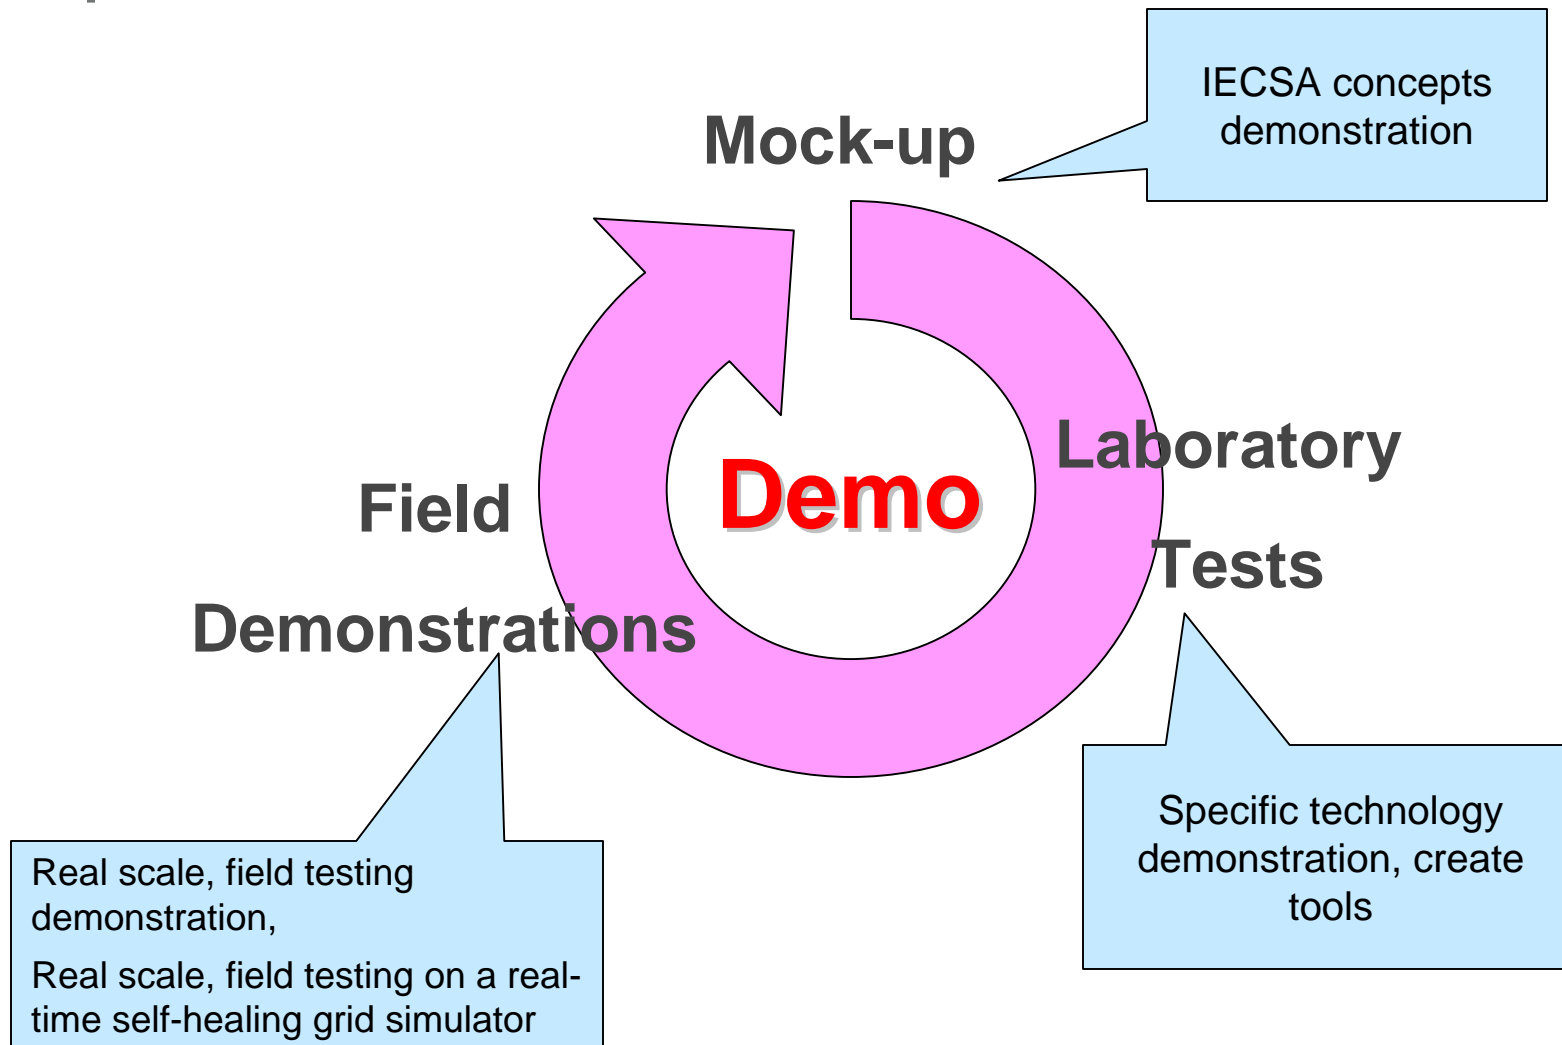 IECSA concepts
demonstration
Mock-up
Laboratory
Tests
Demo
Field
Demonstrations
Specific technology
demonstration, create
tools
Real scale, field testing
demonstration,
Real scale, field testing on a real-
time self-healing grid simulator